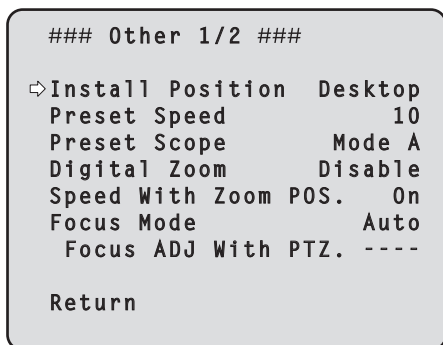 ### Other 1/2 ###
⇨Install Position Desktop
Preset Speed 10
Preset Scope Mode A
Digital Zoom Disable
Speed With Zoom POS. On
Focus Mode Auto
Focus ADJ With PTZ. ----
Return